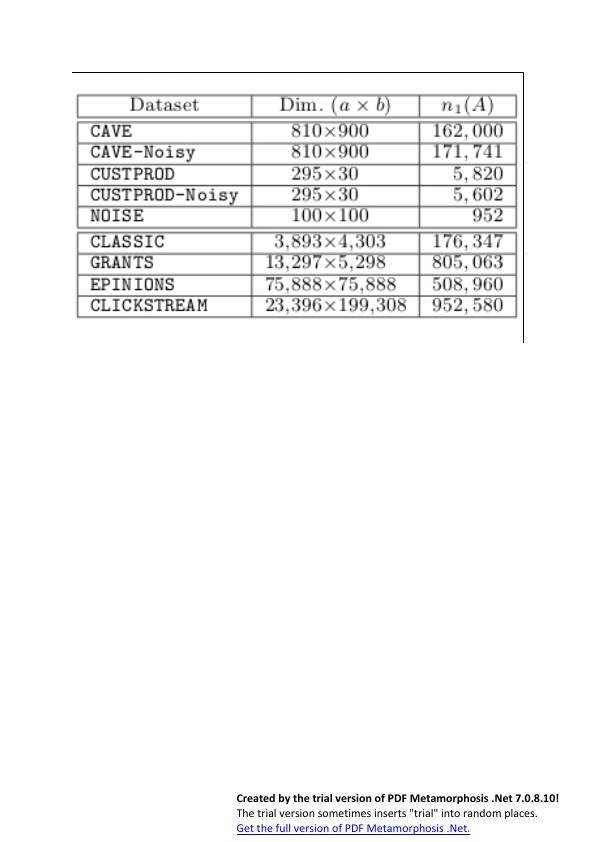 Dataset Dim. (a × b) n₁(A)
CAVE 810×900 162,000
CAVE-Noisy 810×900 171,741
CUSTPROD 295×30 5,820
CUSTPROD-Noisy 295×30 5,602
NOISE 100×100 952
CLASSIC 3,893×4,303 176,347
GRANTS 13,297×5,298 805,063
EPINIONS 75,888×75,888 508,960
CLICKSTREAM 23,396×199,308 952,580
Created by the trial version of PDF Metamorphosis .Net 7.0.8.10!
The trial version sometimes inserts "trial" into random places.
Get the full version of PDF Metamorphosis .Net.